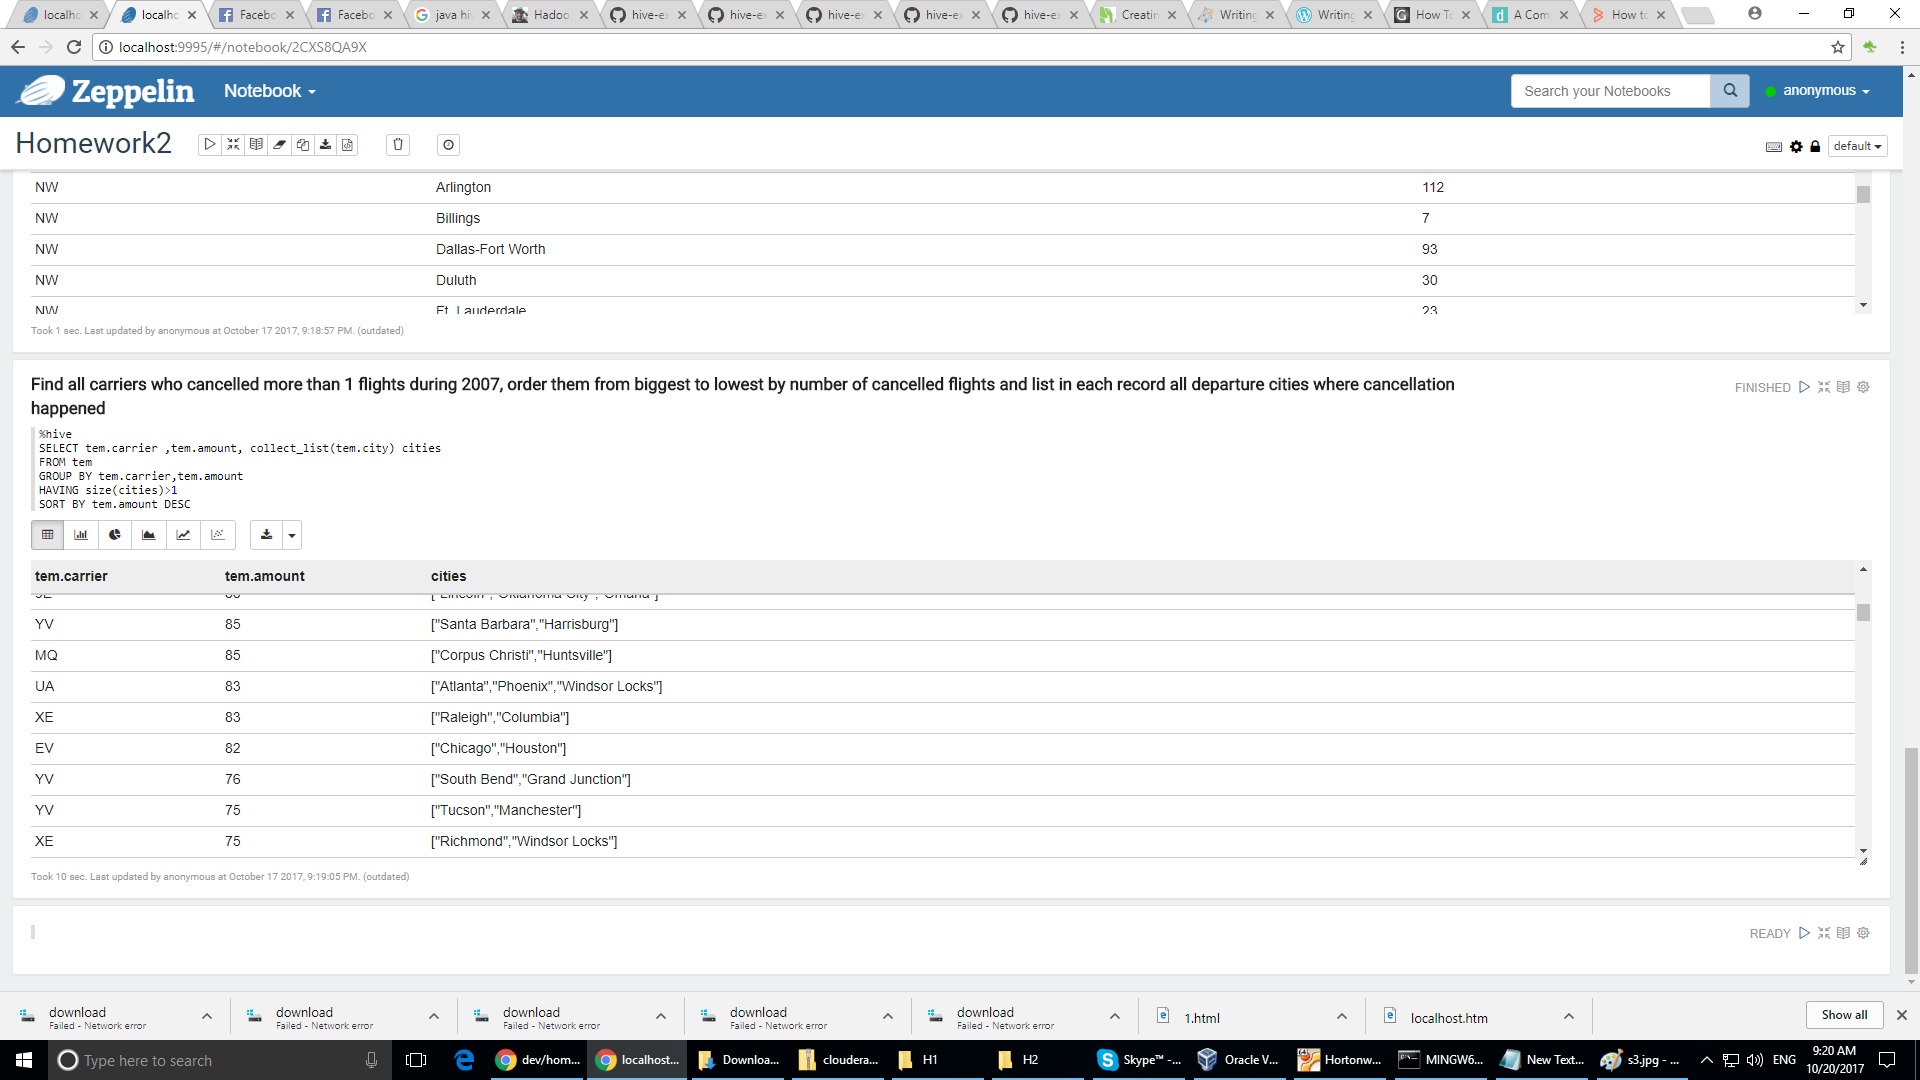 localhc
localhc
Facebo
Facebo
java hi
Hadoo
hive-e
hive-e
hive-e
hive-e
hive-e
Creatin
Writing
Writing
How To
A Com
How to
localhost:9995/#/notebook/2CXS8QA9X
Zeppelin
Notebook
Search your Notebooks
anonymous
Homework2
default
NW Arlington 112
NW Billings 7
NW Dallas-Fort Worth 93
NW Duluth 30
NW Ft. Lauderdale 23
Took 1 sec. Last updated by anonymous at October 17 2017, 9:18:57 PM. (outdated)
Find all carriers who cancelled more than 1 flights during 2007, order them from biggest to lowest by number of cancelled flights and list in each record all departure cities where cancellation
happened
FINISHED
%hive
SELECT tem.carrier ,tem.amount, collect_list(tem.city) cities
FROM tem
GROUP BY tem.carrier,tem.amount
HAVING size(cities)>1
SORT BY tem.amount DESC
tem.carrier tem.amount cities
["Lincoln","Oklahoma City","Omaha"]
YV 85 ["Santa Barbara","Harrisburg"]
MQ 85 ["Corpus Christi","Huntsville"]
UA 83 ["Atlanta","Phoenix","Windsor Locks"]
XE 83 ["Raleigh","Columbia"]
EV 82 ["Chicago","Houston"]
YV 76 ["South Bend","Grand Junction"]
YV 75 ["Tucson","Manchester"]
XE 75 ["Richmond","Windsor Locks"]
Took 10 sec. Last updated by anonymous at October 17 2017, 9:19:05 PM. (outdated)
READY
download
Failed - Network error
download
Failed - Network error
download
Failed - Network error
download
Failed - Network error
download
Failed - Network error
1.html
localhost.htm
Show all
Type here to search
dev/hom...
localhost...
Downloa...
cloudera...
H1
H2
Skype™ -...
Oracle V...
Hortonw...
MINGW6...
New Text...
s3.jpg - ...
ENG
9:20 AM
10/20/2017